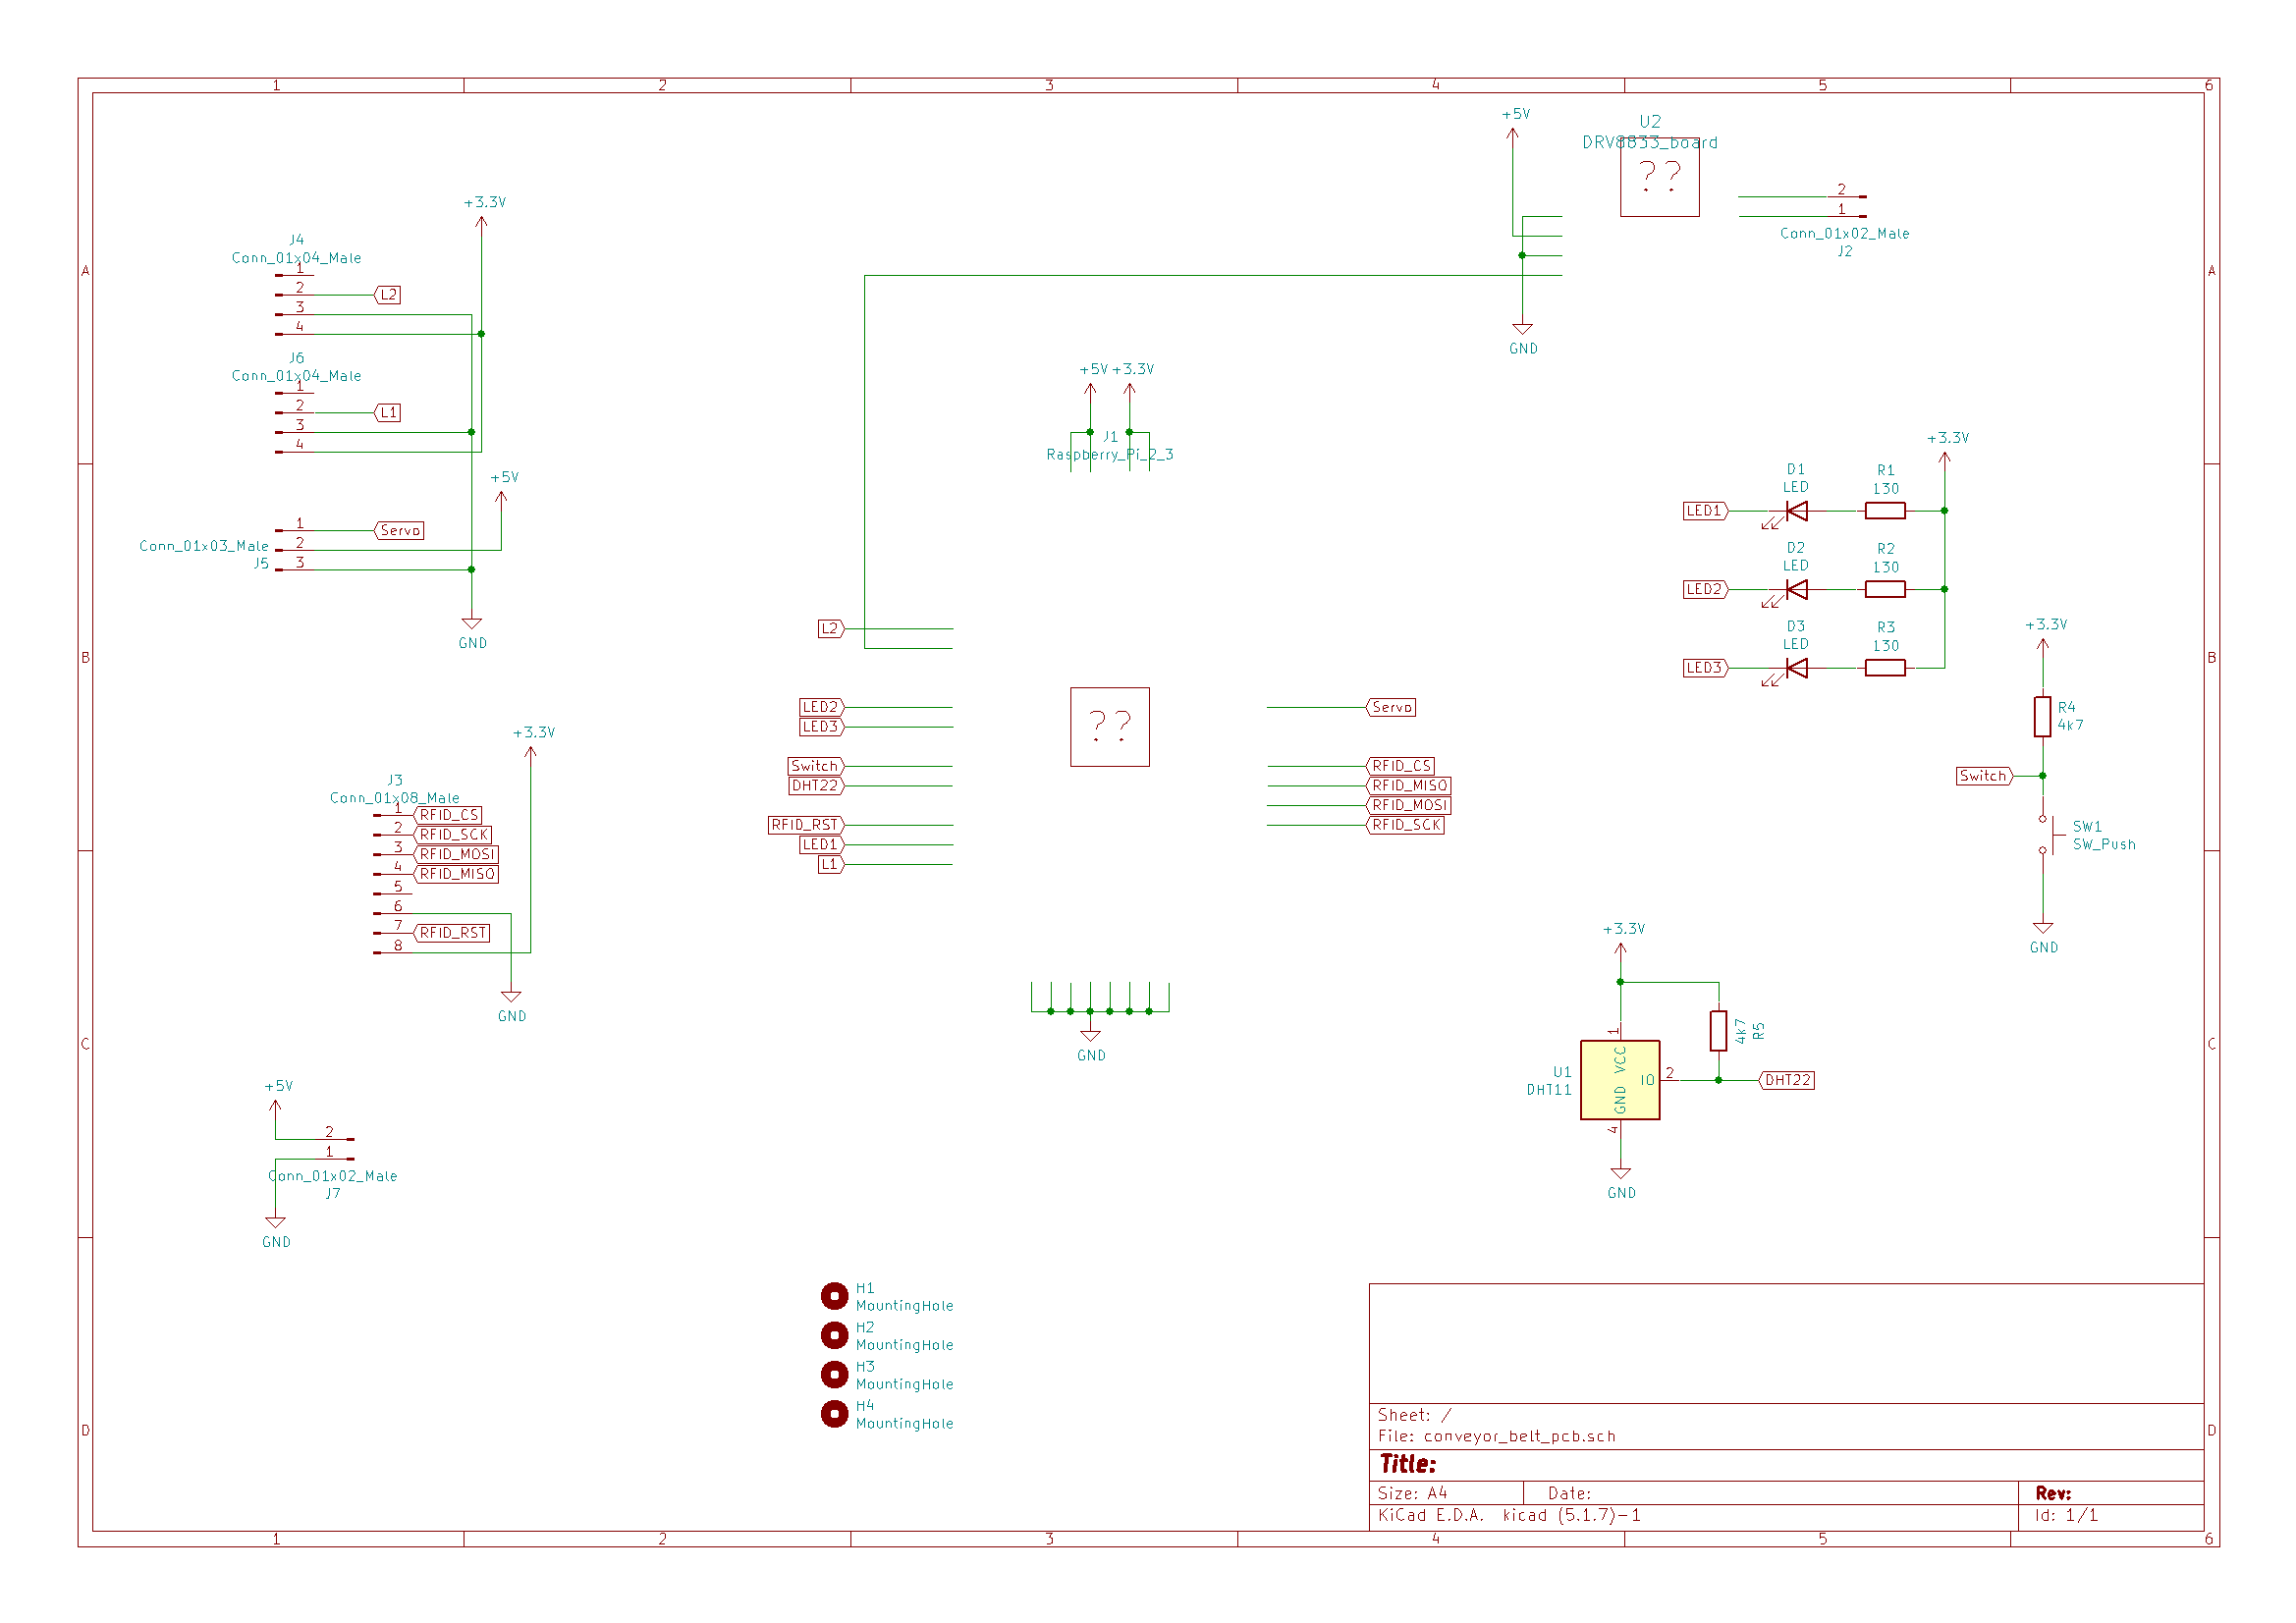 1 2 3 4 5 6
A
B
C
D
A
B
C
D
+5V
U2
DRV8833_board
??
2
1
Conn_01x02_Male
J2
GND
+3.3V
J4
Conn_01x04_Male
1
2
3
4
L2
J6
Conn_01x04_Male
1
2
3
4
L1
+5V
1
2
3
Servo
Conn_01x03_Male
J5
GND
+5V
+3.3V
J1
Raspberry_Pi_2_3
L2
LED2
LED3
Switch
DHT22
RFID_RST
LED1
L1
??
Servo
RFID_CS
RFID_MISO
RFID_MOSI
RFID_SCK
GND
+3.3V
D1
LED
R1
130
LED1
D2
LED
R2
130
LED2
D3
LED
R3
130
LED3
+3.3V
R4
4k7
Switch
SW1
SW_Push
GND
+3.3V
J3
Conn_01x08_Male
1 RFID_CS
2 RFID_SCK
3 RFID_MOSI
4 RFID_MISO
5
6
7 RFID_RST
8
GND
+3.3V
1
4k7
R5
VCC
U1
DHT11
IO
2
DHT22
GND
4
GND
+5V
2
1
Conn_01x02_Male
J7
GND
H1
MountingHole
H2
MountingHole
H3
MountingHole
H4
MountingHole
Sheet: /
File: conveyor_belt_pcb.sch
Title:
Size: A4 Date: Rev:
KiCad E.D.A. kicad (5.1.7)-1 Id: 1/1
1 2 3 4 5 6